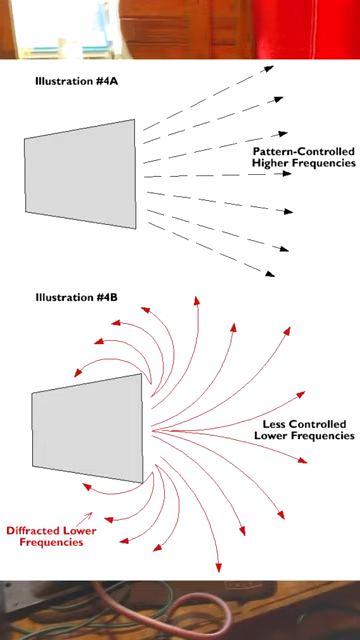 Illustration #4A
Pattern-Controlled
Higher Frequencies
Illustration #4B
Less Controlled
Lower Frequencies
Diffracted Lower
Frequencies